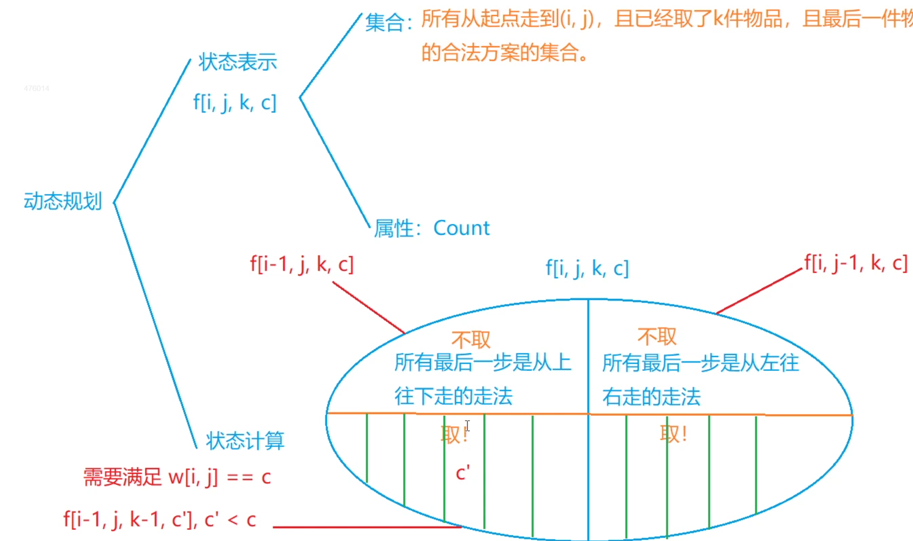 集合：所有从起点走到(i, j)，且已经取了k件物品，且最后一件物
的合法方案的集合。
状态表示
f[i, j, k, c]
动态规划
属性：Count
f[i-1, j, k, c]
f[i, j, k, c]
f[i, j-1, k, c]
不取
所有最后一步是从上
往下走的走法
不取
所有最后一步是从左往
右走的走法
取！
c'
取！
状态计算
需要满足 w[i, j] == c
f[i-1, j, k-1, c'], c' < c